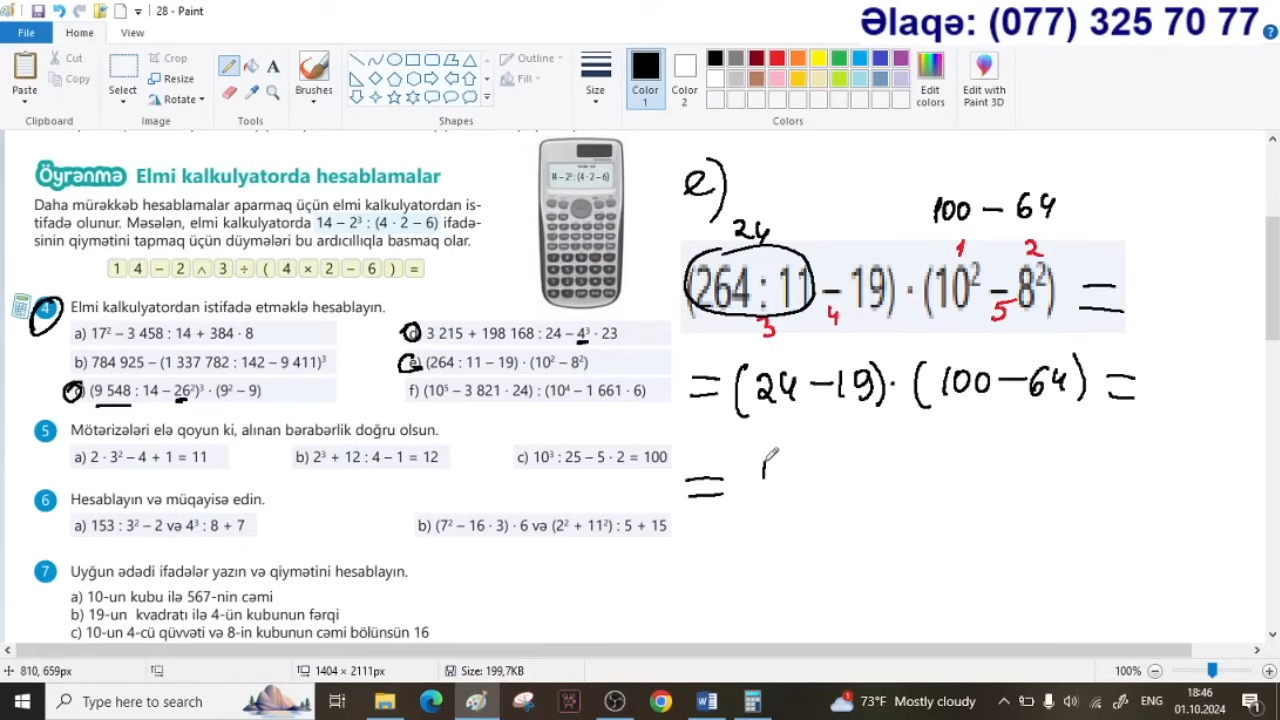 28 - Paint
Əlaqə: (077) 325 70 77
File Home View
Paste Cut Copy Clipboard
Select Crop Resize Rotate Image
Tools
Brushes
Shapes Outline Fill
Size
Color 1 Color 2 Edit colors Colors
Edit with Paint 3D
Öyrənmə Elmi kalkulyatorda hesablamalar
Daha mürəkkəb hesablamalar aparmaq üçün elmi kalkulyatordan is-
tifadə olunur. Məsələn, elmi kalkulyatorda 14 – 2³ : (4 · 2 – 6) ifadə-
sinin qiymətini tapmaq üçün düymələri bu ardıcıllıqla basmaq olar.
1 4 – 2 ^ 3 ÷ ( 4 × 2 – 6 ) =
14 – 2³ : (4 · 2 – 6)
4 Elmi kalkulyatordan istifadə etməklə hesablayın.
a) 17² – 3 458 : 14 + 384 · 8
d) 3 215 + 198 168 : 24 – 4³ · 23
b) 784 925 – (1 337 782 : 142 – 9 411)³
e) (264 : 11 – 19) · (10² – 8²)
(9 548 : 14 – 26²)³ · (9² – 9)
f) (10⁵ – 3 821 · 24) : (10⁴ – 1 661 · 6)
5 Mötərizələri elə qoyun ki, alınan bərabərlik doğru olsun.
a) 2 · 3² – 4 + 1 = 11
b) 2³ + 12 : 4 – 1 = 12
c) 10³ : 25 – 5 · 2 = 100
6 Hesablayın və müqayisə edin.
a) 153 : 3² – 2 və 4³ : 8 + 7
b) (7² – 16 · 3) · 6 və (2² + 11²) : 5 + 15
7 Uyğun ədədi ifadələr yazın və qiymətini hesablayın.
a) 10-un kubu ilə 567-nin cəmi
b) 19-un kvadratı ilə 4-ün kubunun fərqi
c) 10-un 4-cü qüvvəti və 8-in kubunun cəmi bölünsün 16
e)
24
100 – 64
1 2
(264 : 11 – 19) · (10² – 8²) =
3 4 5
= (24 – 19) · (100 – 64) =
=
810, 659px
1404 × 2111px
Size: 199,7KB
100%
Type here to search
73°F Mostly cloudy
ENG
18:46
01.10.2024